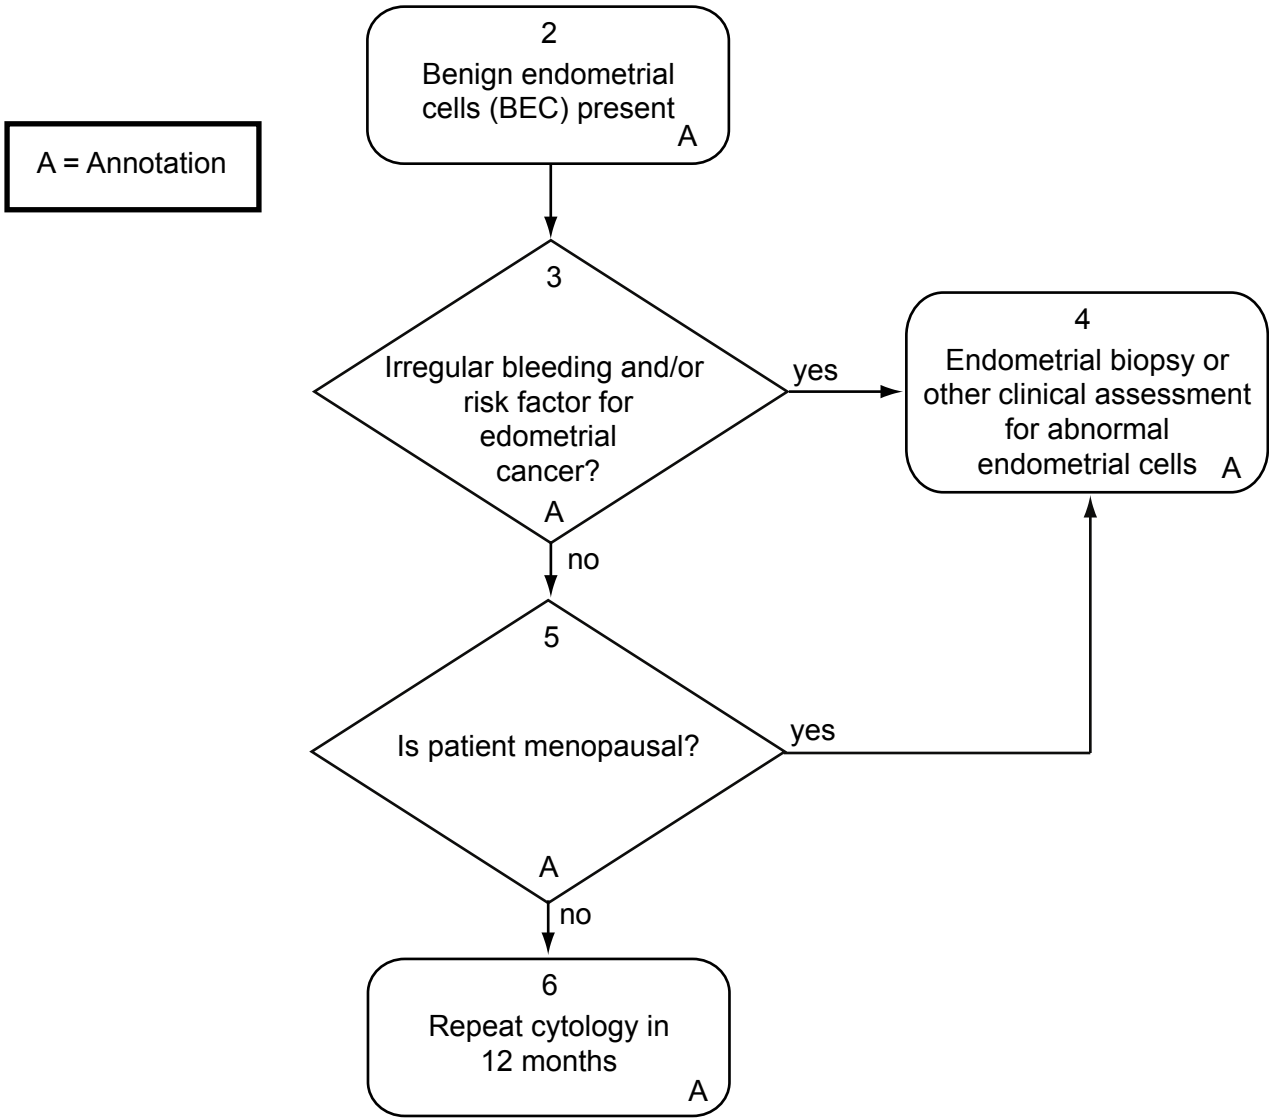 2
Benign endometrial
cells (BEC) present
A
A = Annotation
3
Irregular bleeding and/or
risk factor for
edometrial
cancer?
A
yes
no
4
Endometrial biopsy or
other clinical assessment
for abnormal
endometrial cells
A
5
Is patient menopausal?
A
yes
no
6
Repeat cytology in
12 months
A